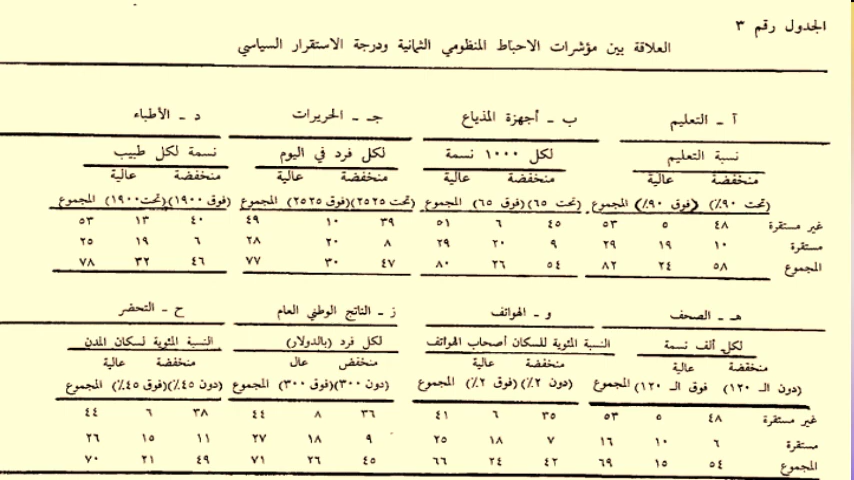 الجدول رقم ٣
العلاقة بين مؤشرات الاحباط المنظومي الثمانية ودرجة الاستقرار السياسي
آ ـ التعليم ب ـ أجهزة المذياع جـ ـ الحريرات د ـ الأطباء
نسبة التعليم لكل ١٠٠٠ نسمة لكل فرد في اليوم نسمة لكل طبيب
منخفضة عالية منخفضة عالية منخفضة عالية منخفضة عالية
(تحت ٩٠٪) (فوق ٩٠٪) المجموع (تحت ٦٥) (فوق ٦٥) المجموع (تحت ٢٥٢٥) (فوق ٢٥٢٥) المجموع (فوق ١٩٠٠) (تحت ١٩٠٠) المجموع
غير مستقرة ٤٨ ٥ ٥٣ ٤٥ ٦ ٥١ ٣٩ ١٠ ٤٩ ٤٠ ١٣ ٥٣
مستقرة ١٠ ١٩ ٢٩ ٩ ٢٠ ٢٩ ٨ ٢٠ ٢٨ ٦ ١٩ ٢٥
المجموع ٥٨ ٢٤ ٨٢ ٥٤ ٢٦ ٨٠ ٤٧ ٣٠ ٧٧ ٤٦ ٣٢ ٧٨
هـ ـ الصحف و ـ الهواتف ز ـ الناتج الوطني العام ح ـ التحضر
لكل ألف نسمة النسبة المئوية للسكان أصحاب الهواتف لكل فرد (بالدولار) النسبة المئوية لسكان المدن
منخفضة عالية منخفضة عالية منخفض عال منخفضة عالية
(دون الـ ١٢٠) فوق الـ ١٢٠) المجموع (دون ٢٪) (فوق ٢٪) المجموع (دون ٣٠٠) (فوق ٣٠٠) المجموع (دون ٤٥٪) (فوق ٤٥٪) المجموع
غير مستقرة ٤٨ ٥ ٥٣ ٣٥ ٦ ٤١ ٣٦ ٨ ٤٤ ٣٨ ٦ ٤٤
مستقرة ٦ ١٠ ١٦ ٧ ١٨ ٢٥ ٩ ١٨ ٢٧ ١١ ١٥ ٢٦
المجموع ٥٤ ١٥ ٦٩ ٤٢ ٢٤ ٦٦ ٤٥ ٢٦ ٧١ ٤٩ ٢١ ٧٠